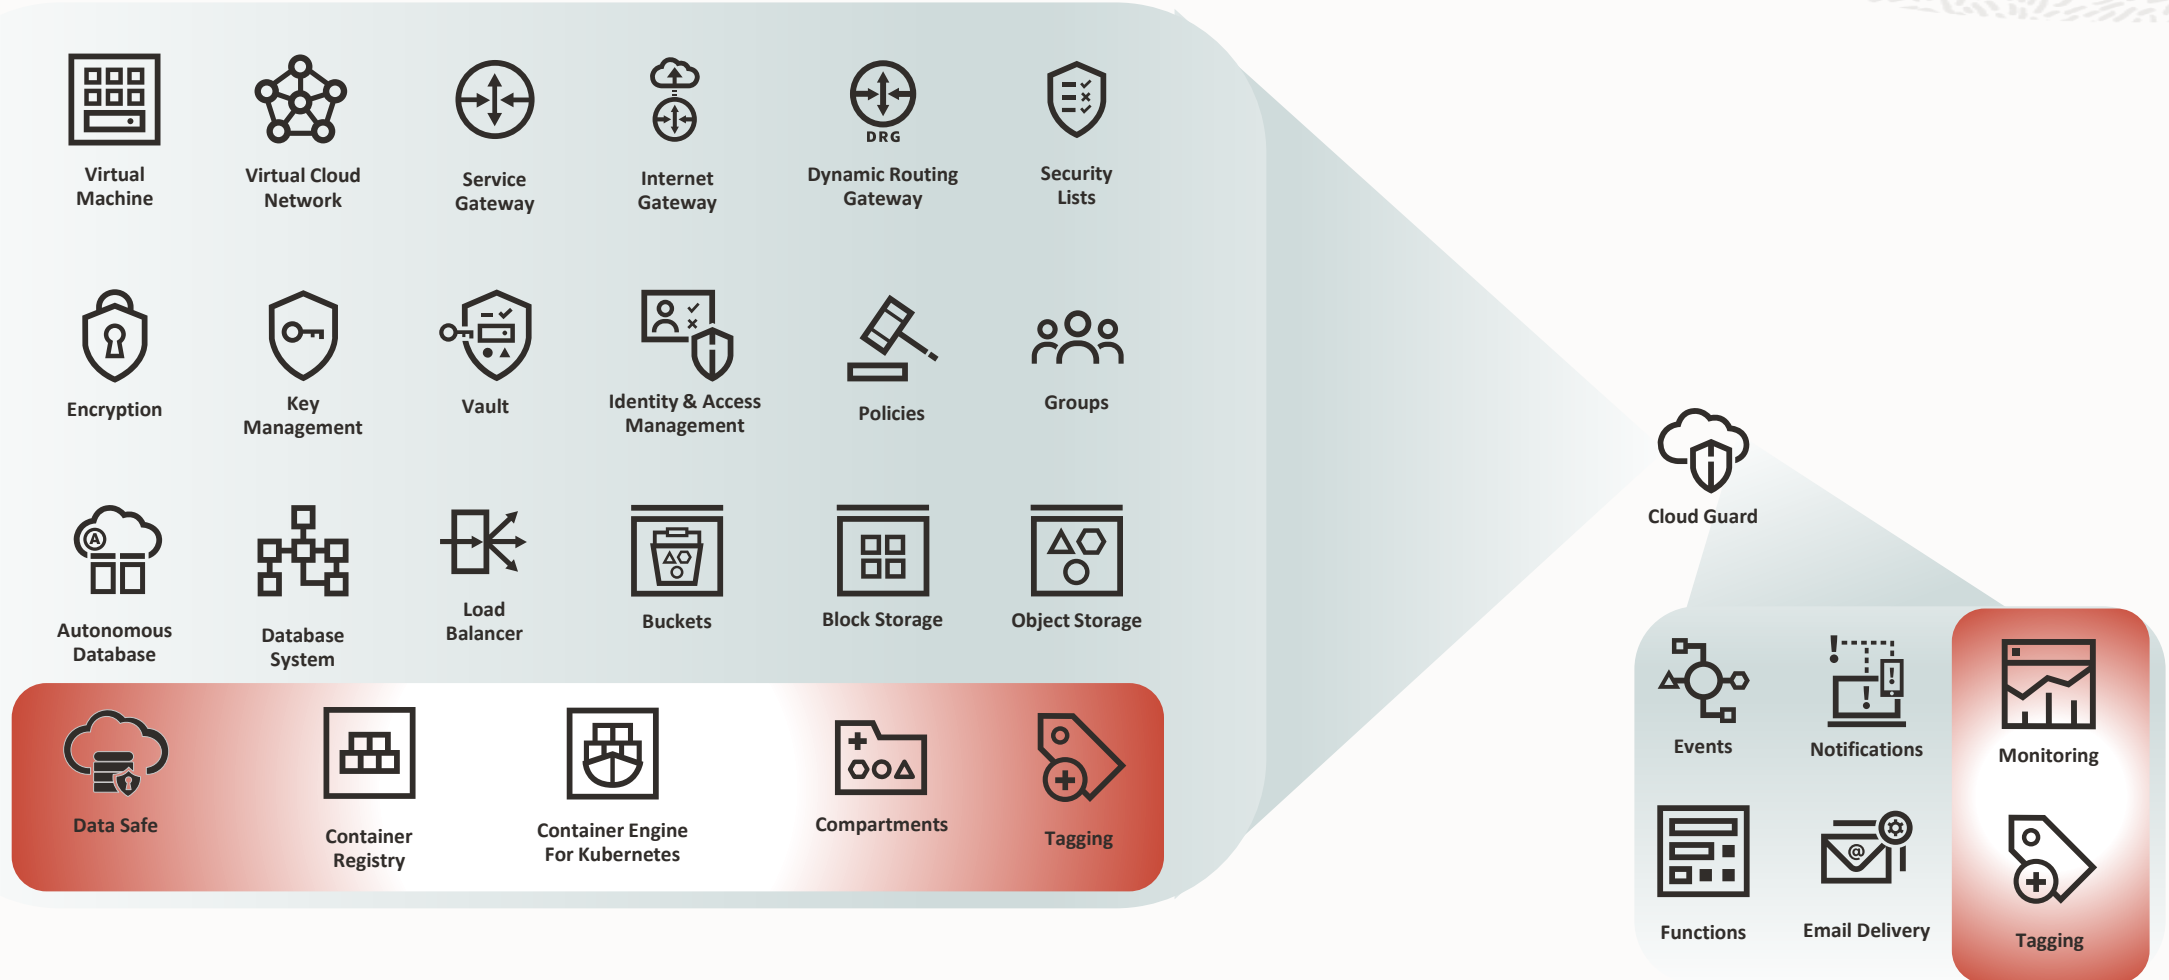 DRG
Virtual
Machine
Virtual Cloud
Network
Service
Gateway
Internet
Gateway
Dynamic Routing
Gateway
Security
Lists
Encryption
Key
Management
Vault
Identity & Access
Management
Policies
Groups
A
Autonomous
Database
Database
System
Load
Balancer
Buckets
Block Storage
Object Storage
Data Safe
Container
Registry
Container Engine
For Kubernetes
Compartments
Tagging
Cloud Guard
Events
Notifications
Monitoring
@
Functions
Email Delivery
Tagging